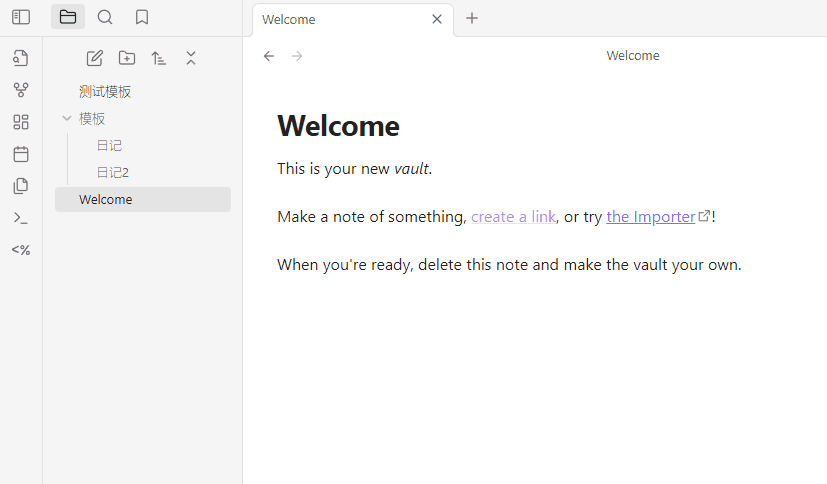 Welcome
Welcome
测试模板
模板
日记
日记2
Welcome
<%
Welcome
This is your new vault.
Make a note of something, create a link, or try the Importer!
When you're ready, delete this note and make the vault your own.